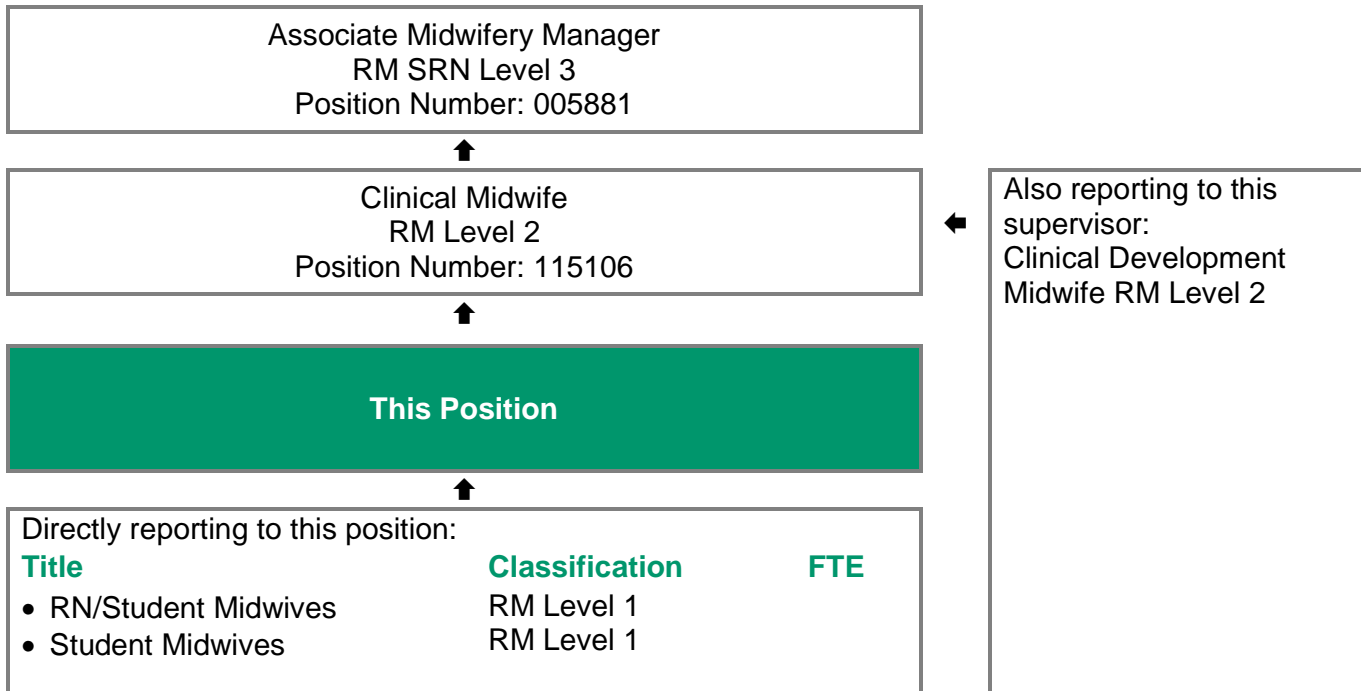 Associate Midwifery Manager
RM SRN Level 3
Position Number: 005881
Clinical Midwife
RM Level 2
Position Number: 115106
Also reporting to this
supervisor:
Clinical Development
Midwife RM Level 2
This Position
Directly reporting to this position:
Title Classification FTE
• RN/Student Midwives RM Level 1
• Student Midwives RM Level 1